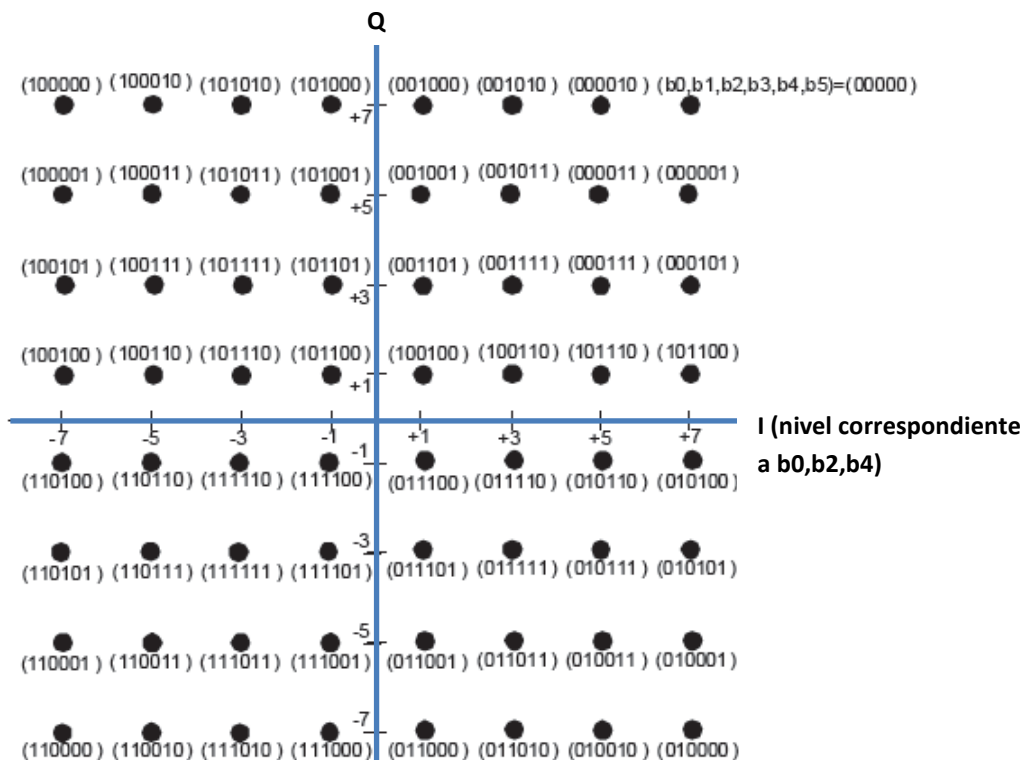 Q
(100000 ) (100010 ) (101010 ) (101000 ) (001000 ) (001010 ) (000010 ) (b0,b1,b2,b3,b4,b5)=(00000 )
+7
(100001 ) (100011 ) (101011 ) (101001 ) (001001 ) (001011 ) (000011 ) (000001 )
+5
(100101 ) (100111 ) (101111 ) (101101 ) (001101 ) (001111 ) (000111 ) (000101 )
+3
(100100 ) (100110 ) (101110 ) (101100 ) (100100 ) (100110 ) (101110 ) (101100 )
+1
-7 -5 -3 -1 +1 +3 +5 +7
I (nivel correspondiente
a b0,b2,b4)
-1
(110100 ) (110110 ) (111110 ) (111100 ) (011100 ) (011110 ) (010110 ) (010100 )
-3
(110101 ) (110111 ) (111111 ) (111101 ) (011101 ) (011111 ) (010111 ) (010101 )
-5
(110001 ) (110011 ) (111011 ) (111001 ) (011001 ) (011011 ) (010011 ) (010001 )
-7
(110000 ) (110010 ) (111010 ) (111000 ) (011000 ) (011010 ) (010010 ) (010000 )